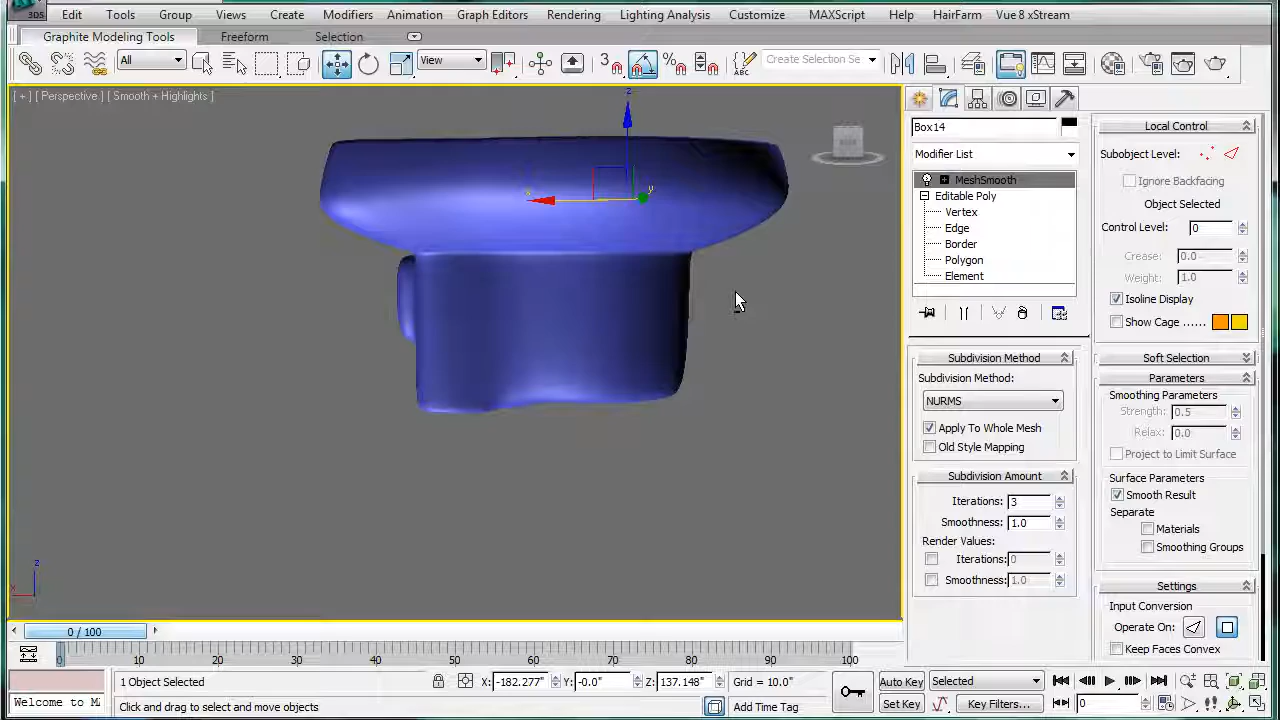 3DS Edit Tools Group Views Create Modifiers Animation Graph Editors Rendering Lighting Analysis Customize MAXScript Help HairFarm Vue 8 xStream
Graphite Modeling Tools Freeform Selection
All View 3 % ABC Create Selection Se
[ + ] [ Perspective ] [ Smooth + Highlights ]
z
x y
z
x
Box14
Modifier List
MeshSmooth
Editable Poly
Vertex
Edge
Border
Polygon
Element
Subdivision Method
Subdivision Method:
NURMS
Apply To Whole Mesh
Old Style Mapping
Subdivision Amount
Iterations: 3
Smoothness: 1.0
Render Values:
Iterations: 0
Smoothness: 1.0
Local Control
Subobject Level:
Ignore Backfacing
Object Selected
Control Level: 0
Crease: 0.0
Weight: 1.0
Isoline Display
Show Cage ......
Soft Selection
Parameters
Smoothing Parameters
Strength: 0.5
Relax: 0.0
Project to Limit Surface
Surface Parameters
Smooth Result
Separate
Materials
Smoothing Groups
Settings
Input Conversion
Operate On:
Keep Faces Convex
0 / 100
0 10 20 30 40 50 60 70 80 90 100
1 Object Selected X: -182.277" Y: -0.0" Z: 137.148" Grid = 10.0" Auto Key Selected
Welcome to M Click and drag to select and move objects Add Time Tag Set Key Key Filters... 0